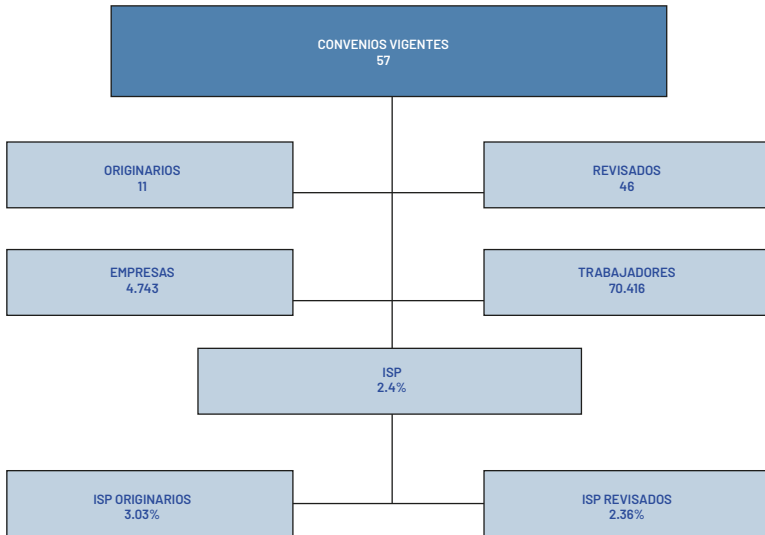 CONVENIOS VIGENTES
57
ORIGINARIOS
11
REVISADOS
46
EMPRESAS
4.743
TRABAJADORES
70.416
ISP
2.4%
ISP ORIGINARIOS
3.03%
ISP REVISADOS
2.36%